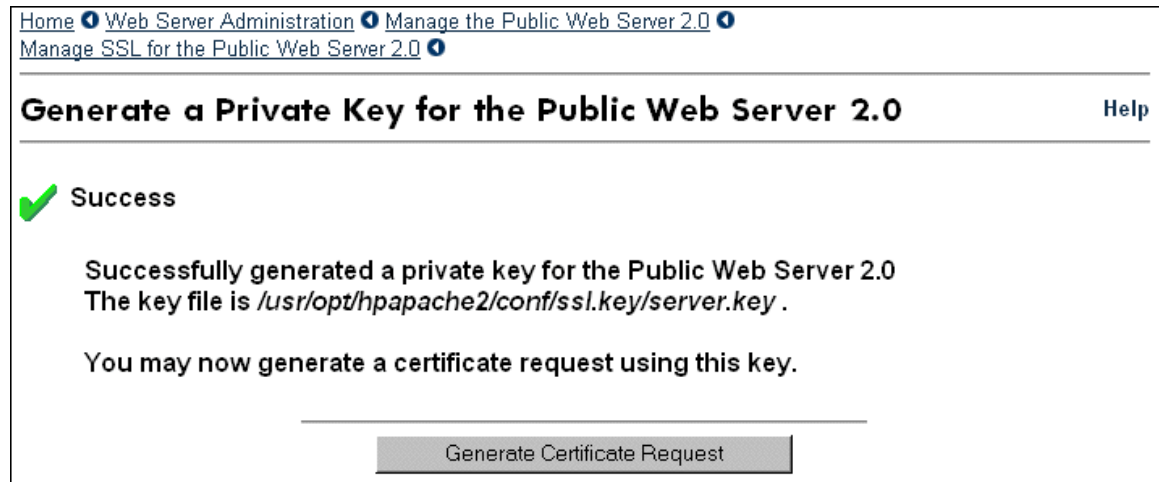 Home Web Server Administration Manage the Public Web Server 2.0
Manage SSL for the Public Web Server 2.0
Generate a Private Key for the Public Web Server 2.0 Help
Success
Successfully generated a private key for the Public Web Server 2.0
The key file is /usr/opt/hpapache2/conf/ssl.key/server.key .
You may now generate a certificate request using this key.
Generate Certificate Request